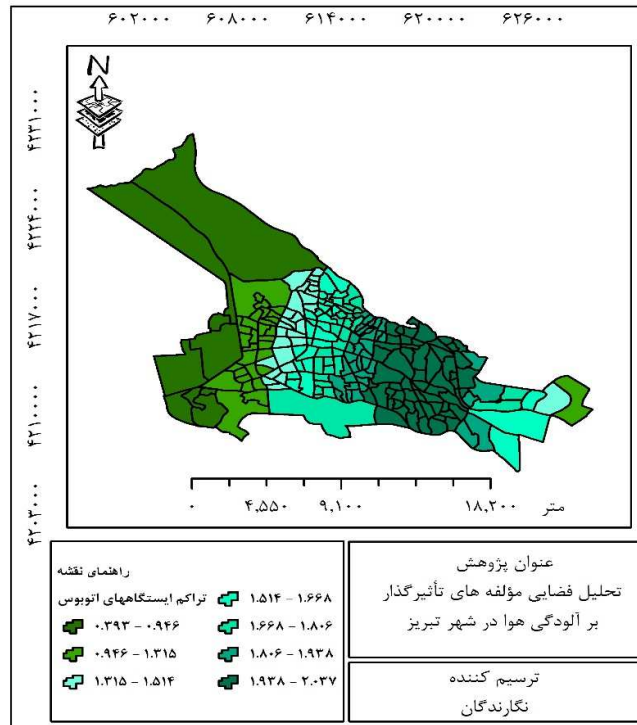 ۶۰۲۰۰۰ ۶۰۸۰۰۰ ۶۱۴۰۰۰ ۶۲۰۰۰۰ ۶۲۶۰۰۰
N
۴۲۳۱۰۰۰
۴۲۲۴۰۰۰
۴۲۱۷۰۰۰
۴۲۱۰۰۰۰
۴۲۰۳۰۰۰
۰ ۴,۵۵۰ ۹,۱۰۰ ۱۸,۲۰۰ متر
راهنمای نقشه
تراکم ایستگاههای اتوبوس
۰.۳۹۳ – ۰.۹۴۶
۰.۹۴۶ – ۱.۳۱۵
۱.۳۱۵ – ۱.۵۱۴
۱.۵۱۴ – ۱.۶۶۸
۱.۶۶۸ – ۱.۸۰۶
۱.۸۰۶ – ۱.۹۳۸
۱.۹۳۸ – ۲.۰۳۷
عنوان پژوهش
تحلیل فضایی مؤلفه های تأثیرگذار
بر آلودگی هوا در شهر تبریز
ترسیم کننده
نگارندگان